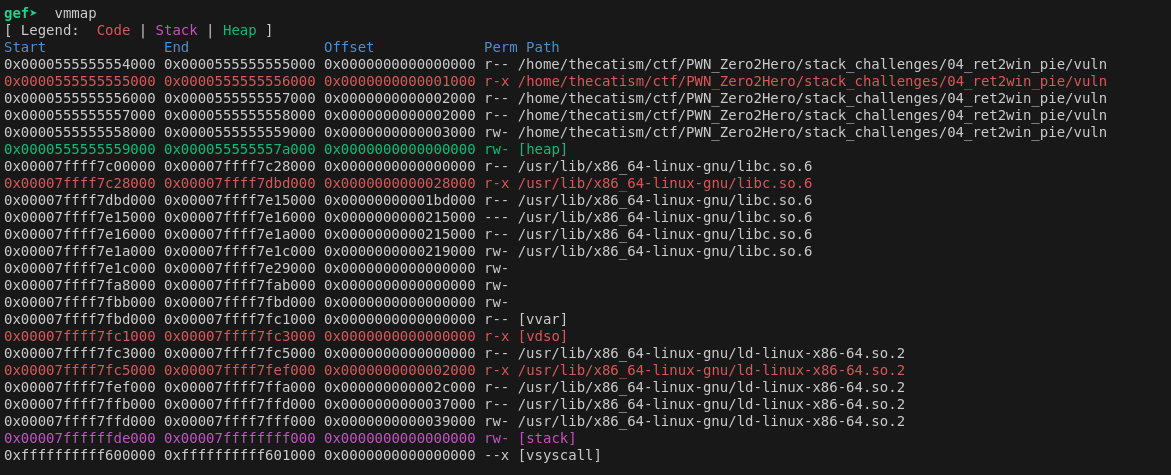 gef➤  vmmap
[ Legend:  Code | Stack | Heap ]
Start              End                Offset             Perm Path
0x0000555555554000 0x0000555555555000 0x0000000000000000 r-- /home/thecatism/ctf/PWN_Zero2Hero/stack_challenges/04_ret2win_pie/vuln
0x0000555555555000 0x0000555555556000 0x0000000000001000 r-x /home/thecatism/ctf/PWN_Zero2Hero/stack_challenges/04_ret2win_pie/vuln
0x0000555555556000 0x0000555555557000 0x0000000000002000 r-- /home/thecatism/ctf/PWN_Zero2Hero/stack_challenges/04_ret2win_pie/vuln
0x0000555555557000 0x0000555555558000 0x0000000000002000 r-- /home/thecatism/ctf/PWN_Zero2Hero/stack_challenges/04_ret2win_pie/vuln
0x0000555555558000 0x0000555555559000 0x0000000000003000 rw- /home/thecatism/ctf/PWN_Zero2Hero/stack_challenges/04_ret2win_pie/vuln
0x0000555555559000 0x000055555557a000 0x0000000000000000 rw- [heap]
0x00007ffff7c00000 0x00007ffff7c28000 0x0000000000000000 r-- /usr/lib/x86_64-linux-gnu/libc.so.6
0x00007ffff7c28000 0x00007ffff7dbd000 0x0000000000028000 r-x /usr/lib/x86_64-linux-gnu/libc.so.6
0x00007ffff7dbd000 0x00007ffff7e15000 0x00000000001bd000 r-- /usr/lib/x86_64-linux-gnu/libc.so.6
0x00007ffff7e15000 0x00007ffff7e16000 0x0000000000215000 --- /usr/lib/x86_64-linux-gnu/libc.so.6
0x00007ffff7e16000 0x00007ffff7e1a000 0x0000000000215000 r-- /usr/lib/x86_64-linux-gnu/libc.so.6
0x00007ffff7e1a000 0x00007ffff7e1c000 0x0000000000219000 rw- /usr/lib/x86_64-linux-gnu/libc.so.6
0x00007ffff7e1c000 0x00007ffff7e29000 0x0000000000000000 rw-
0x00007ffff7fa8000 0x00007ffff7fab000 0x0000000000000000 rw-
0x00007ffff7fbb000 0x00007ffff7fbd000 0x0000000000000000 rw-
0x00007ffff7fbd000 0x00007ffff7fc1000 0x0000000000000000 r-- [vvar]
0x00007ffff7fc1000 0x00007ffff7fc3000 0x0000000000000000 r-x [vdso]
0x00007ffff7fc3000 0x00007ffff7fc5000 0x0000000000000000 r-- /usr/lib/x86_64-linux-gnu/ld-linux-x86-64.so.2
0x00007ffff7fc5000 0x00007ffff7fef000 0x0000000000002000 r-x /usr/lib/x86_64-linux-gnu/ld-linux-x86-64.so.2
0x00007ffff7fef000 0x00007ffff7ffa000 0x000000000002c000 r-- /usr/lib/x86_64-linux-gnu/ld-linux-x86-64.so.2
0x00007ffff7ffb000 0x00007ffff7ffd000 0x0000000000037000 r-- /usr/lib/x86_64-linux-gnu/ld-linux-x86-64.so.2
0x00007ffff7ffd000 0x00007ffff7fff000 0x0000000000039000 rw- /usr/lib/x86_64-linux-gnu/ld-linux-x86-64.so.2
0x00007ffffffde000 0x00007ffffffff000 0x0000000000000000 rw- [stack]
0xffffffffff600000 0xffffffffff601000 0x0000000000000000 --x [vsyscall]